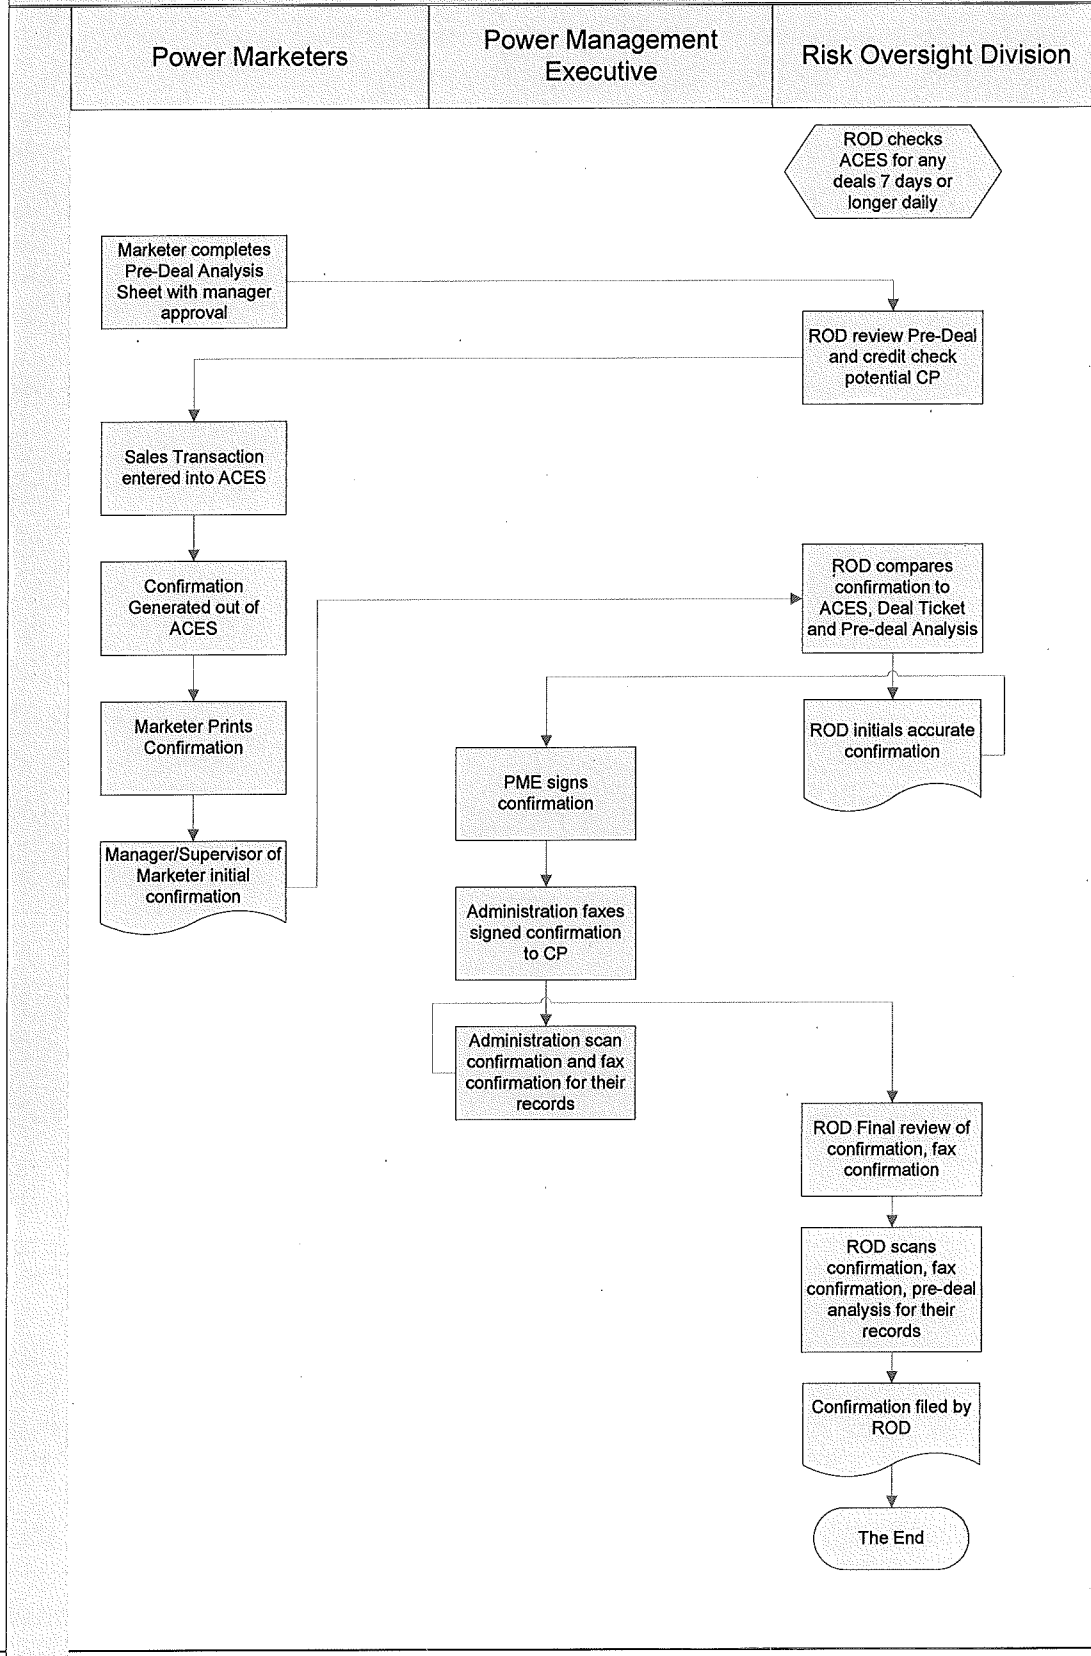 Power Marketers
Power Management
Executive
Risk Oversight Division
ROD checks
ACES for any
deals 7 days or
longer daily
Marketer completes
Pre-Deal Analysis
Sheet with manager
approval
ROD review Pre-Deal
and credit check
potential CP
Sales Transaction
entered into ACES
Confirmation
Generated out of
ACES
Marketer Prints
Confirmation
Manager/Supervisor of
Marketer initial
confirmation
ROD compares
confirmation to
ACES, Deal Ticket
and Pre-deal Analysis
ROD initials accurate
confirmation
PME signs
confirmation
Administration faxes
signed confirmation
to CP
Administration scan
confirmation and fax
confirmation for their
records
ROD Final review of
confirmation, fax
confirmation
ROD scans
confirmation, fax
confirmation, pre-deal
analysis for their
records
Confirmation filed by
ROD
The End